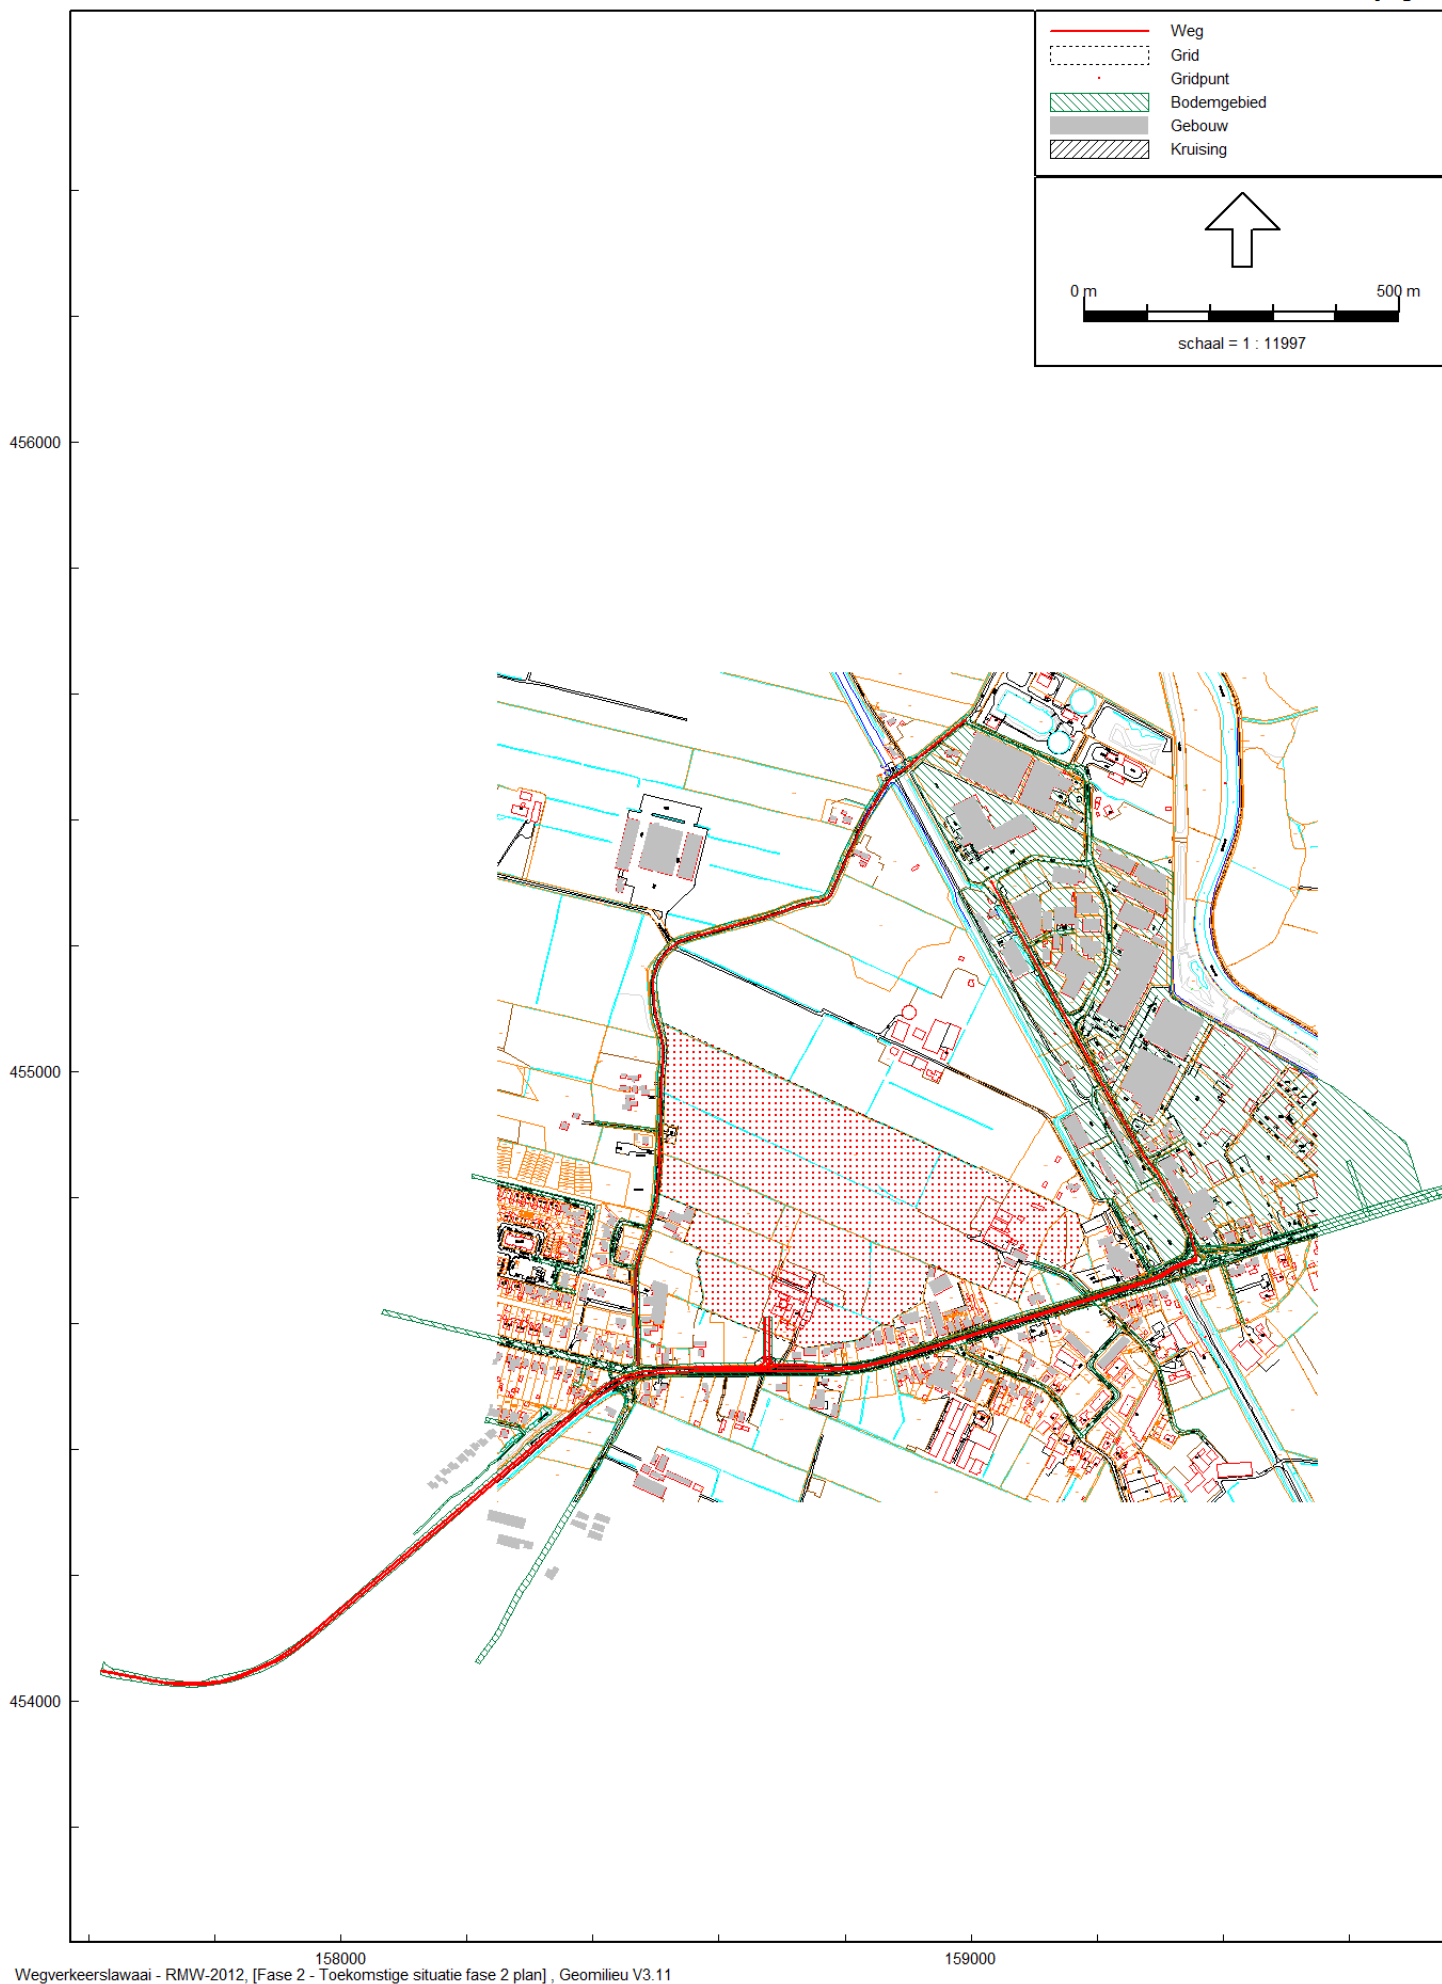 Weg
Grid
Gridpunt
Bodemgebied
Gebouw
Kruising
0 m 500 m
schaal = 1 : 11997
456000
455000
454000
158000 159000
Wegverkeerslawaai - RMW-2012, [Fase 2 - Toekomstige situatie fase 2 plan] , Geomilieu V3.11